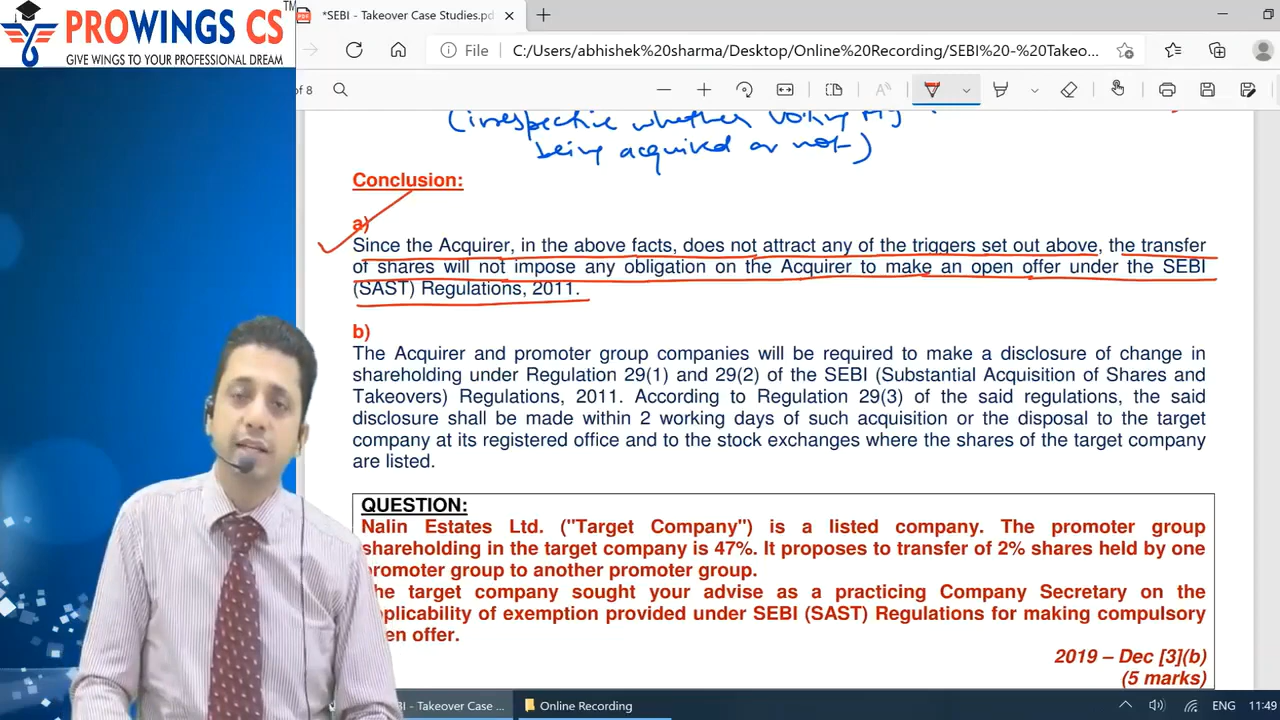 TM
PROWINGS CS
GIVE WINGS TO YOUR PROFESSIONAL DREAM
*SEBI - Takeover Case Studies.pd
File
C:/Users/abhishek%20sharma/Desktop/Online%20Recording/SEBI%20-%20Takeo...
of 8
(irrespective whether voting
being acquired or not)
Conclusion:
a)
Since the Acquirer, in the above facts, does not attract any of the triggers set out above, the transfer
of shares will not impose any obligation on the Acquirer to make an open offer under the SEBI
(SAST) Regulations, 2011.
b)
The Acquirer and promoter group companies will be required to make a disclosure of change in
shareholding under Regulation 29(1) and 29(2) of the SEBI (Substantial Acquisition of Shares and
Takeovers) Regulations, 2011. According to Regulation 29(3) of the said regulations, the said
disclosure shall be made within 2 working days of such acquisition or the disposal to the target
company at its registered office and to the stock exchanges where the shares of the target company
are listed.
QUESTION:
Nalin Estates Ltd. ("Target Company") is a listed company. The promoter group
shareholding in the target company is 47%. It proposes to transfer of 2% shares held by one
promoter group to another promoter group.
he target company sought your advise as a practicing Company Secretary on the
pplicability of exemption provided under SEBI (SAST) Regulations for making compulsory
en offer.
2019 – Dec [3](b)
(5 marks)
BI - Takeover Case ...
Online Recording
ENG
11:49